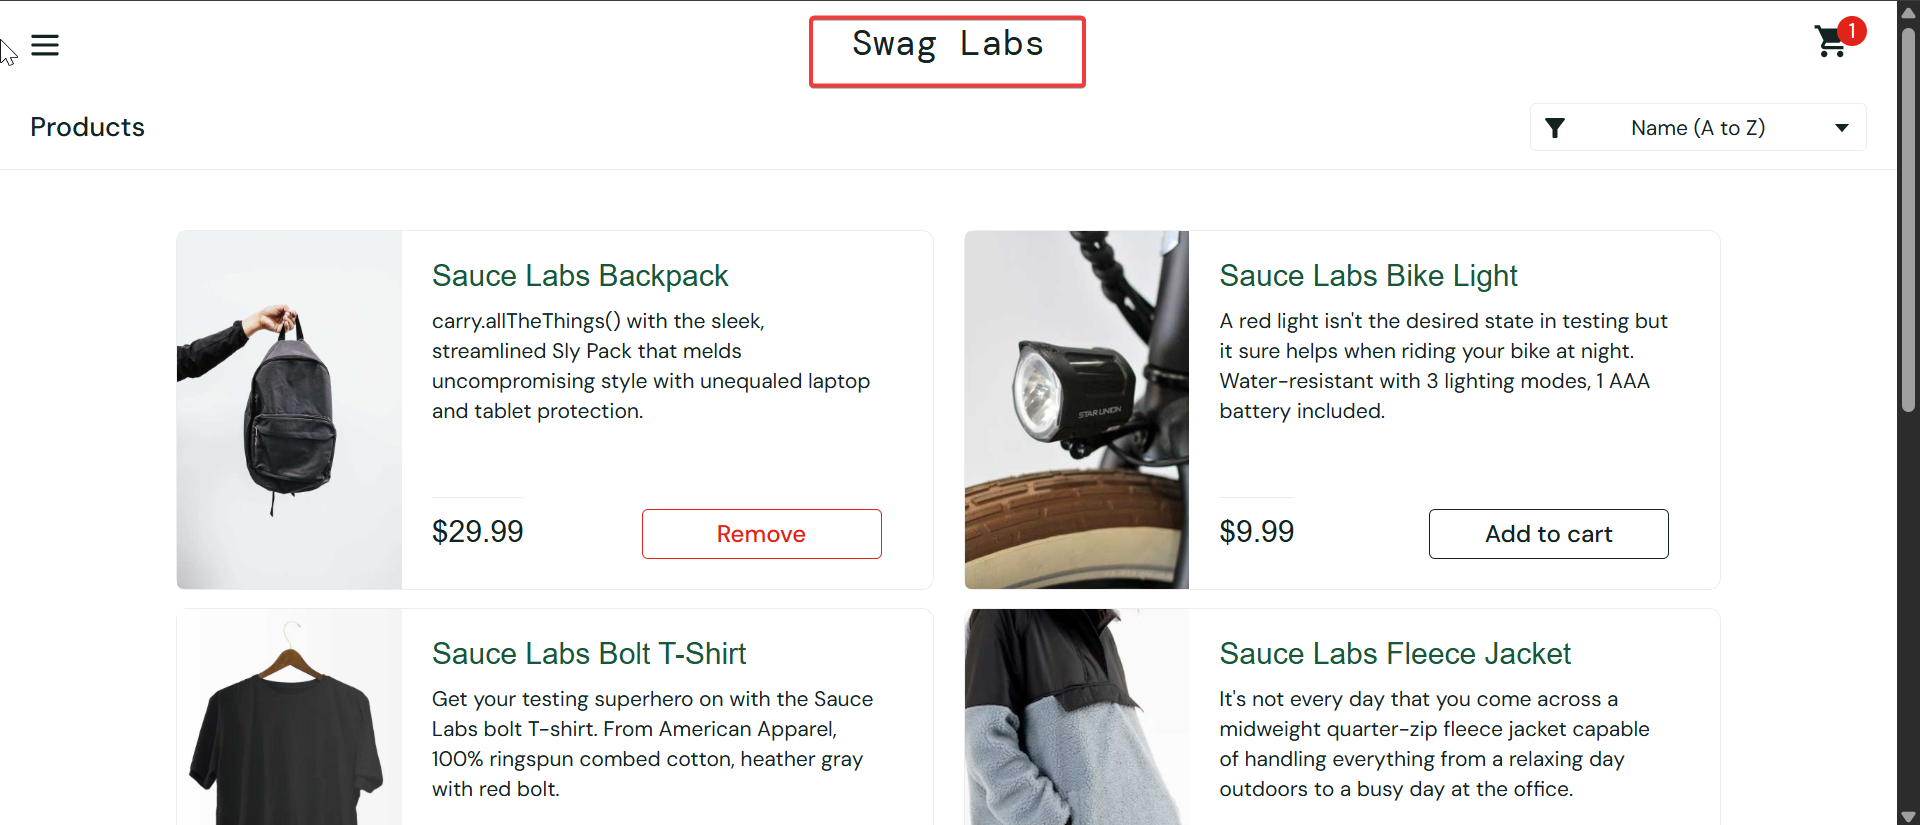 Swag Labs
1
Products
Name (A to Z)
Sauce Labs Backpack
carry.allTheThings() with the sleek,
streamlined Sly Pack that melds
uncompromising style with unequaled laptop
and tablet protection.
$29.99
Remove
STAR UNION
Sauce Labs Bike Light
A red light isn't the desired state in testing but
it sure helps when riding your bike at night.
Water-resistant with 3 lighting modes, 1 AAA
battery included.
$9.99
Add to cart
Sauce Labs Bolt T-Shirt
Get your testing superhero on with the Sauce
Labs bolt T-shirt. From American Apparel,
100% ringspun combed cotton, heather gray
with red bolt.
Sauce Labs Fleece Jacket
It's not every day that you come across a
midweight quarter-zip fleece jacket capable
of handling everything from a relaxing day
outdoors to a busy day at the office.